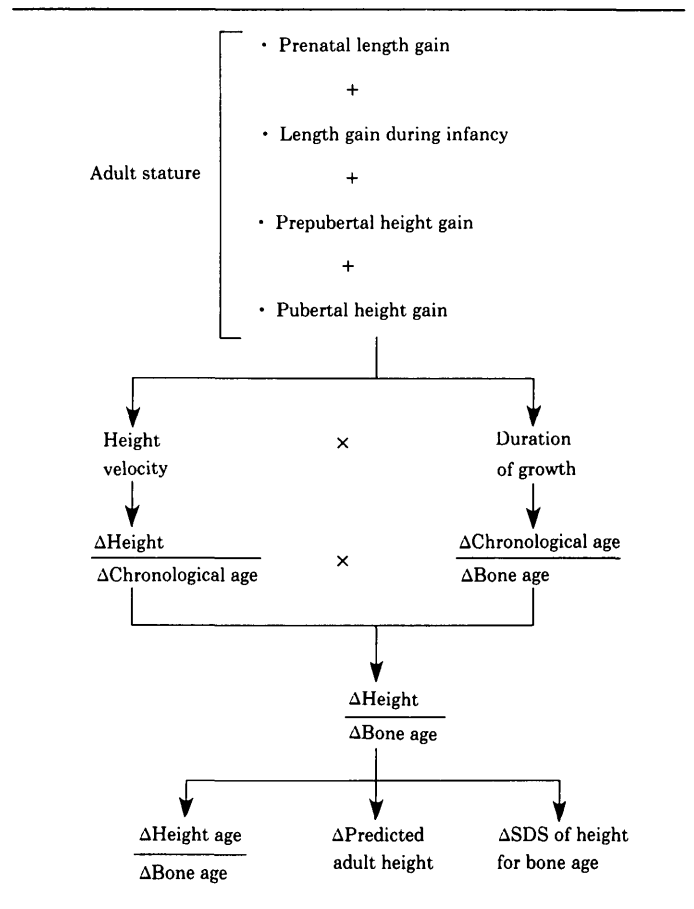 · Prenatal length gain
+
· Length gain during infancy
Adult stature
+
· Prepubertal height gain
+
· Pubertal height gain
Height velocity
×
Duration of growth
ΔHeight
ΔChronological age
×
ΔChronological age
ΔBone age
ΔHeight
ΔBone age
ΔHeight age
ΔBone age
ΔPredicted
adult height
ΔSDS of height
for bone age